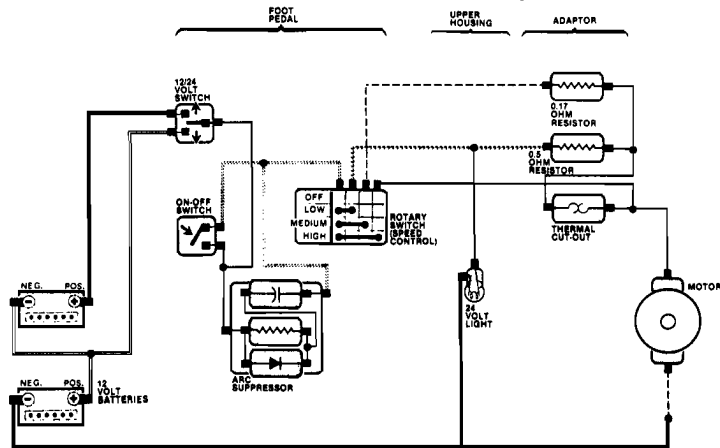 FOOT
PEDAL
UPPER
HOUSING
ADAPTOR
12/24
VOLT
SWITCH
0.17
OHM
RESISTOR
0.5
OHM
RESISTOR
ON-OFF
SWITCH
OFF
LOW
MEDIUM
HIGH
ROTARY
SWITCH
(SPEED
CONTROL)
THERMAL
CUT-OUT
NEG. POS.
MOTOR
24
VOLT
LIGHT
ARC
SUPPRESSOR
NEG. POS.
12
VOLT
BATTERIES